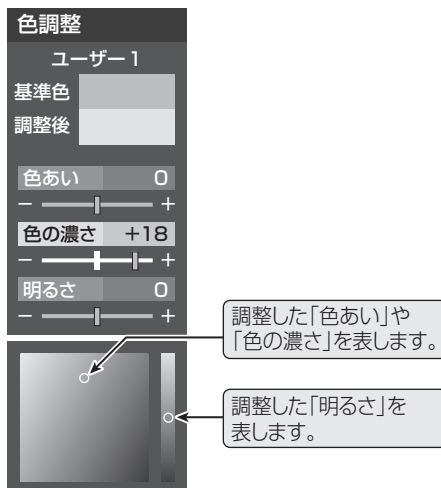 色調整
ユーザー1
基準色
調整後
色あい 0
− +
色の濃さ +18
− +
明るさ 0
− +
調整した「色あい」や
「色の濃さ」を表します。
調整した「明るさ」を
表します。